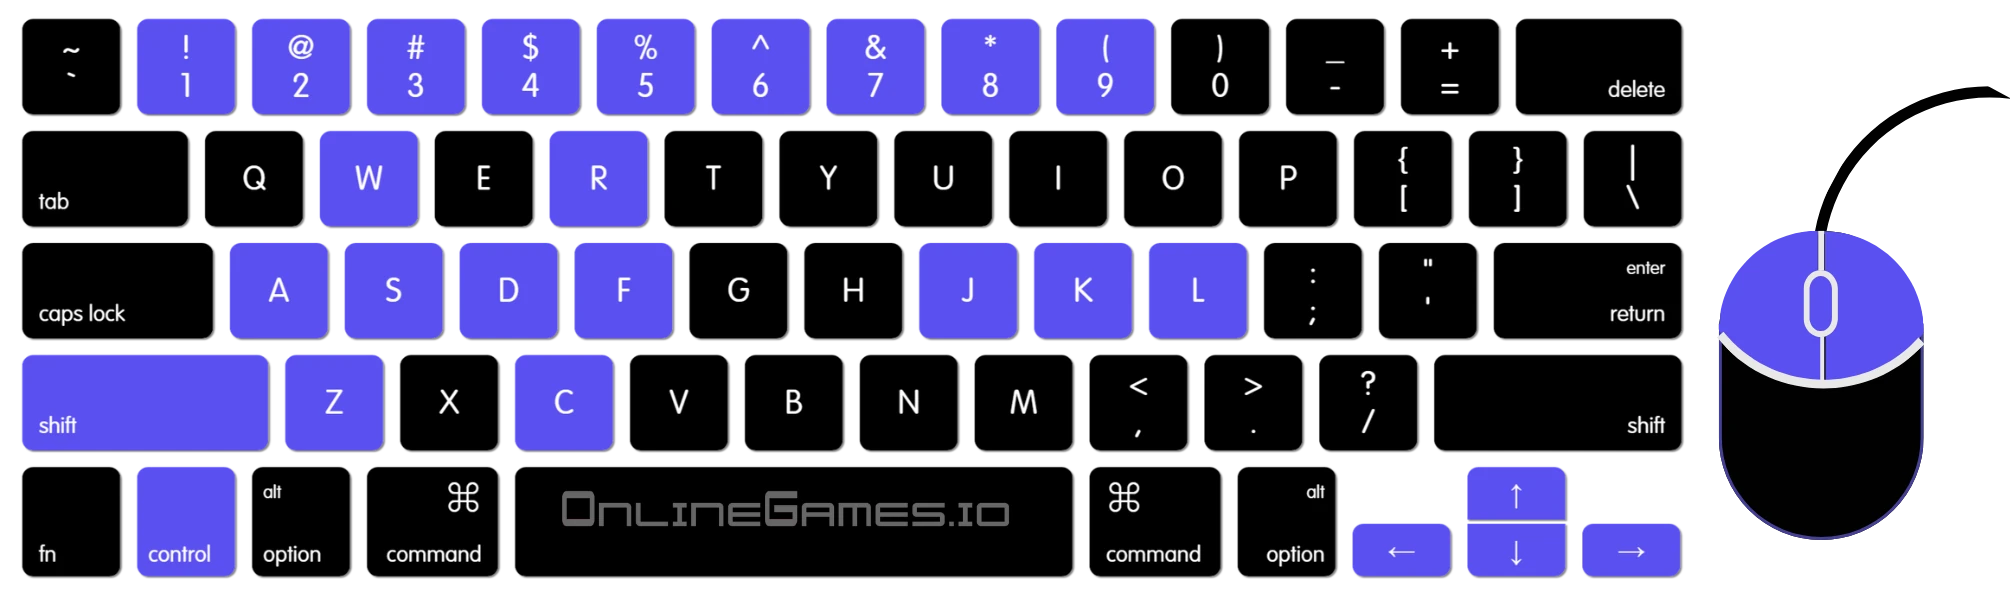 ~ ! @ # $ % ^ & * ( ) _ +
` 1 2 3 4 5 6 7 8 9 0 - = delete
tab Q W E R T Y U I O P { [ } ] | \
caps lock A S D F G H J K L : ; " ' enter return
shift Z X C V B N M < , > . ? / shift
fn control alt option ⌘ command OnlineGames.io ⌘ command alt option ← ↑ ↓ →